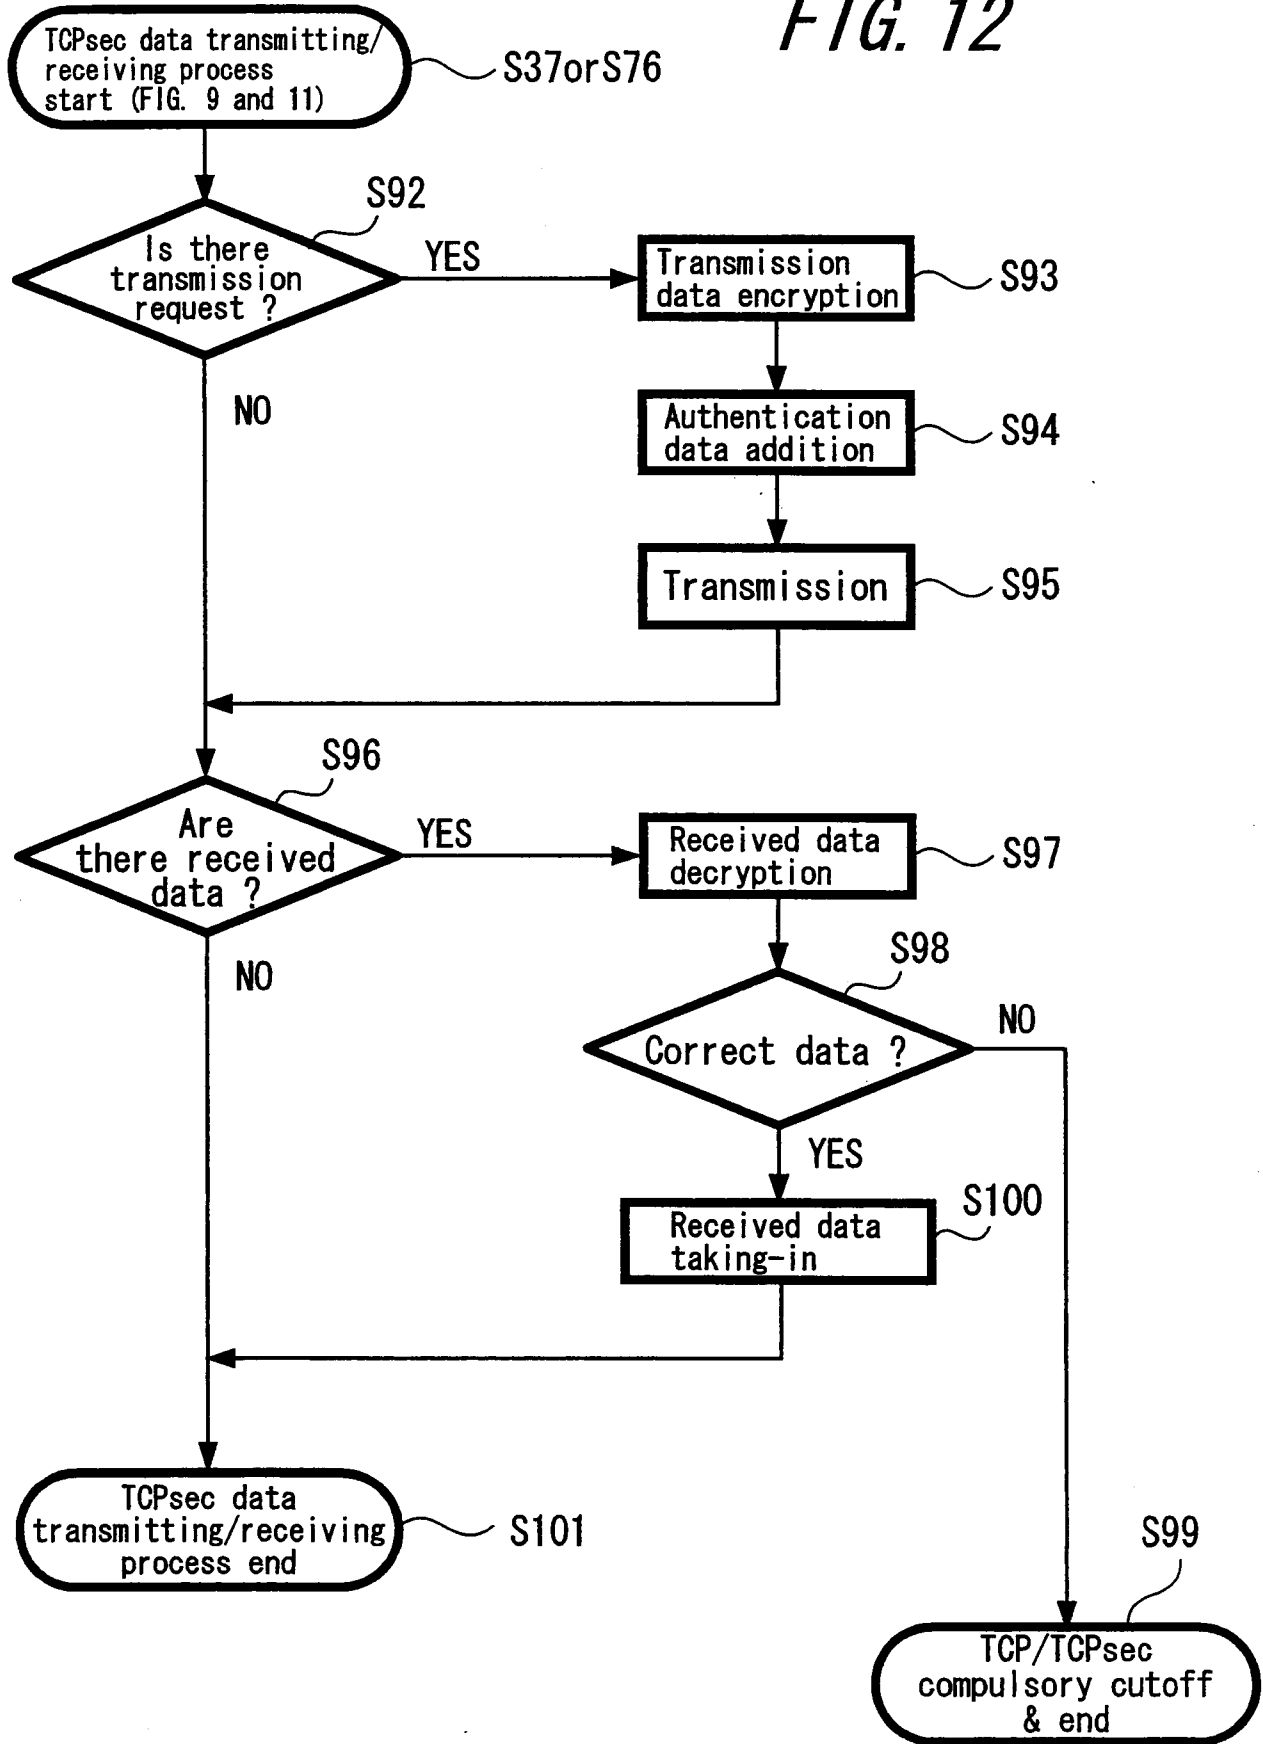 FIG. 12
TCPsec data transmitting/
receiving process
start (FIG. 9 and 11)
S37orS76
S92
Is there
transmission
request ?
YES
Transmission
data encryption
S93
NO
Authentication
data addition
S94
Transmission
S95
S96
Are
there received
data ?
YES
Received data
decryption
S97
NO
S98
Correct data ?
NO
YES
S100
Received data
taking-in
TCPsec data
transmitting/receiving
process end
S101
S99
TCP/TCPsec
compulsory cutoff
& end